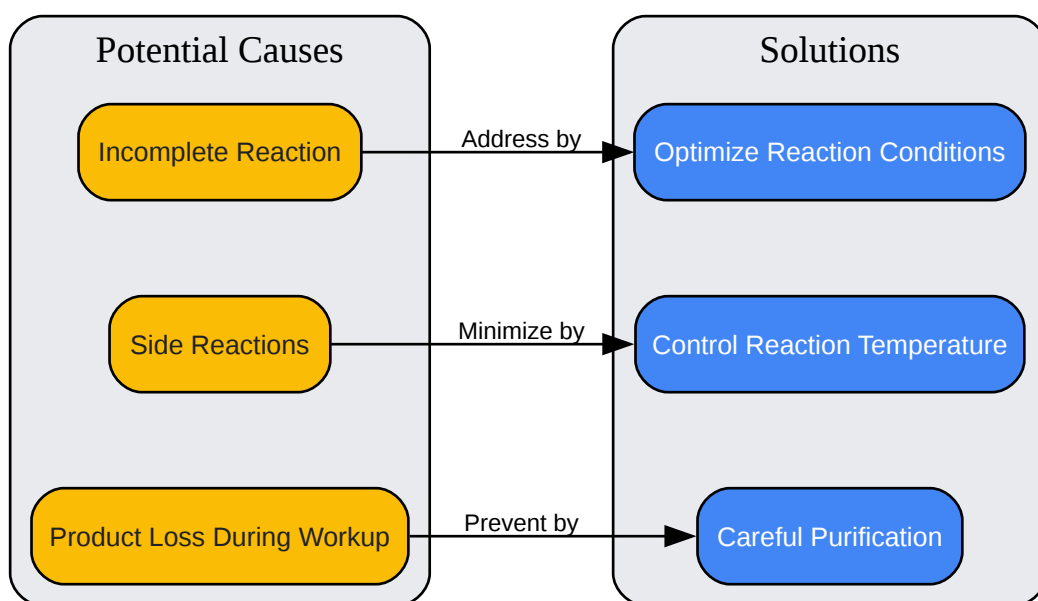 Potential Causes
Solutions
Incomplete Reaction
Address by
Optimize Reaction Conditions
Side Reactions
Minimize by
Control Reaction Temperature
Product Loss During Workup
Prevent by
Careful Purification